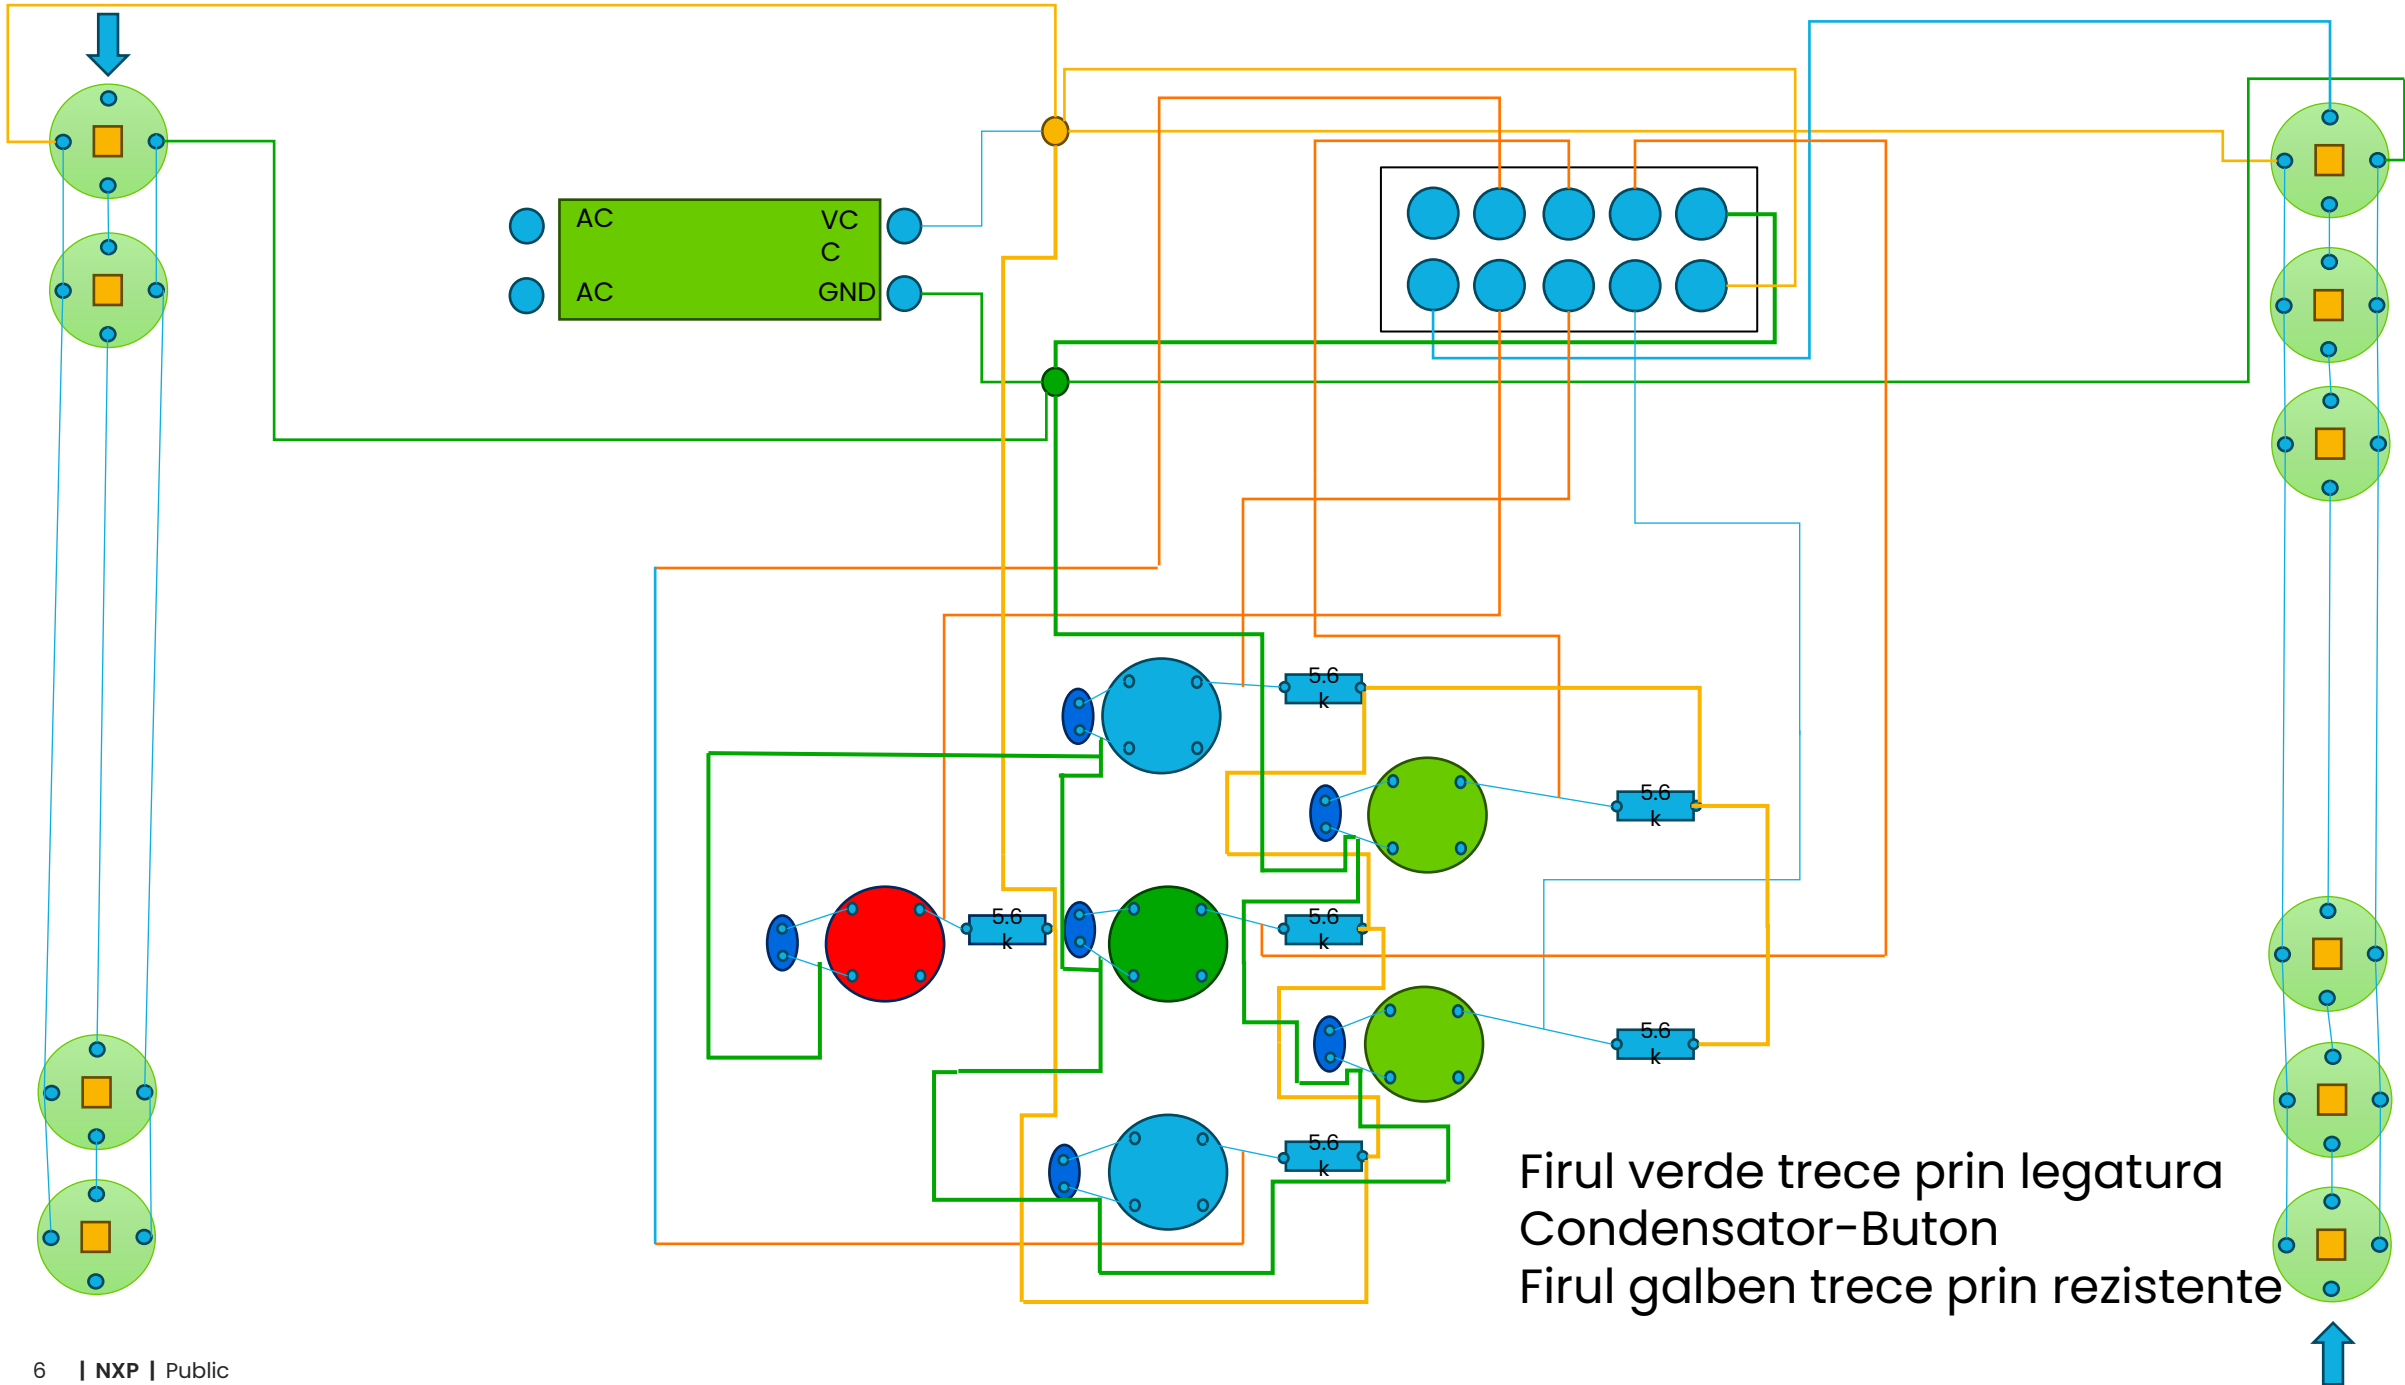 AC
VC
C
AC
GND
5.6
k
5.6
k
5.6
k
5.6
k
5.6
k
5.6
k
Firul verde trece prin legatura
Condensator-Buton
Firul galben trece prin rezistente
6 | NXP | Public